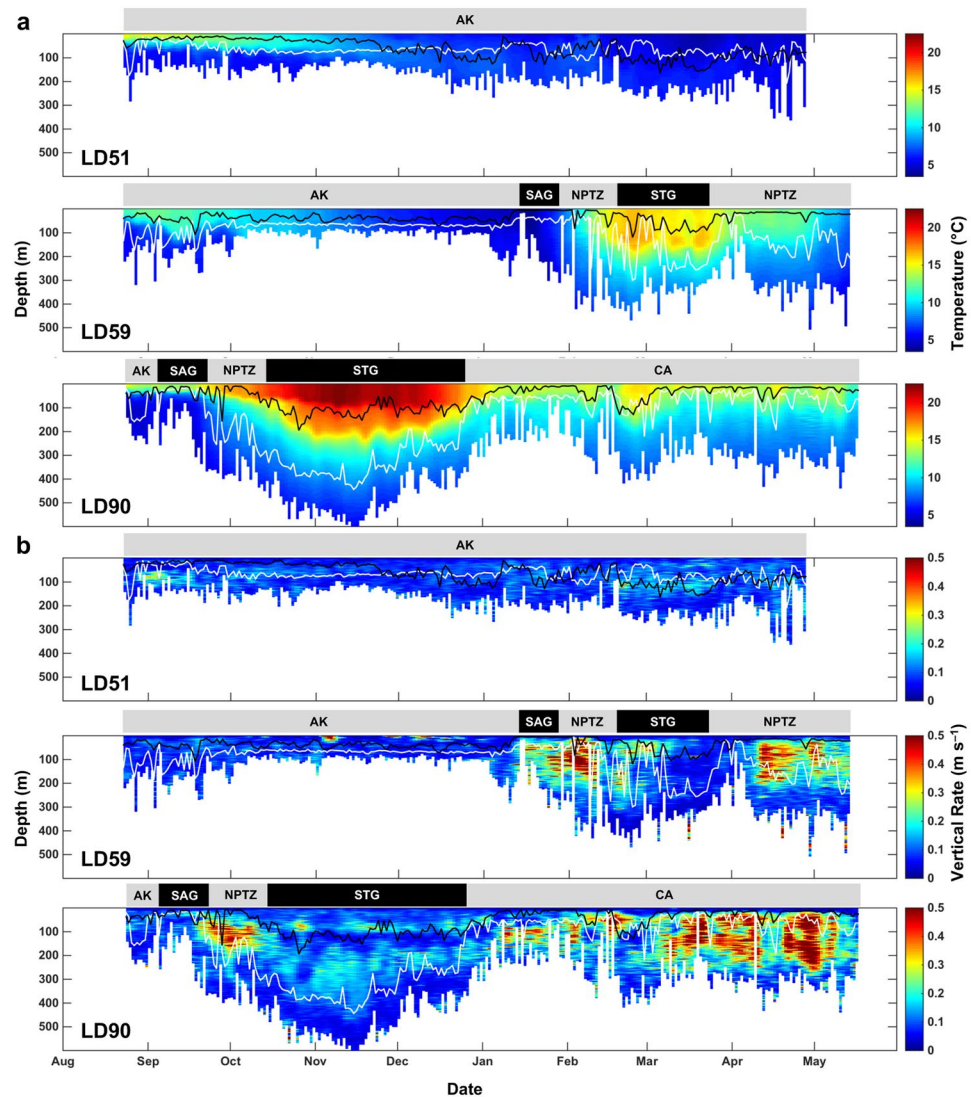 a
AK
100
200
300
400
500
LD51
20
15
10
5
AK
SAG
NPTZ
STG
NPTZ
100
200
300
400
500
LD59
20
15
10
5
Depth (m)
Temperature (°C)
AK
SAG
NPTZ
STG
CA
100
200
300
400
500
LD90
20
15
10
5
b
AK
100
200
300
400
500
LD51
0.5
0.4
0.3
0.2
0.1
0
AK
SAG
NPTZ
STG
NPTZ
100
200
300
400
500
LD59
0.5
0.4
0.3
0.2
0.1
0
Depth (m)
Vertical Rate (m s⁻¹)
AK
SAG
NPTZ
STG
CA
100
200
300
400
500
LD90
0.5
0.4
0.3
0.2
0.1
0
Aug Sep Oct Nov Dec Jan Feb Mar Apr May
Date